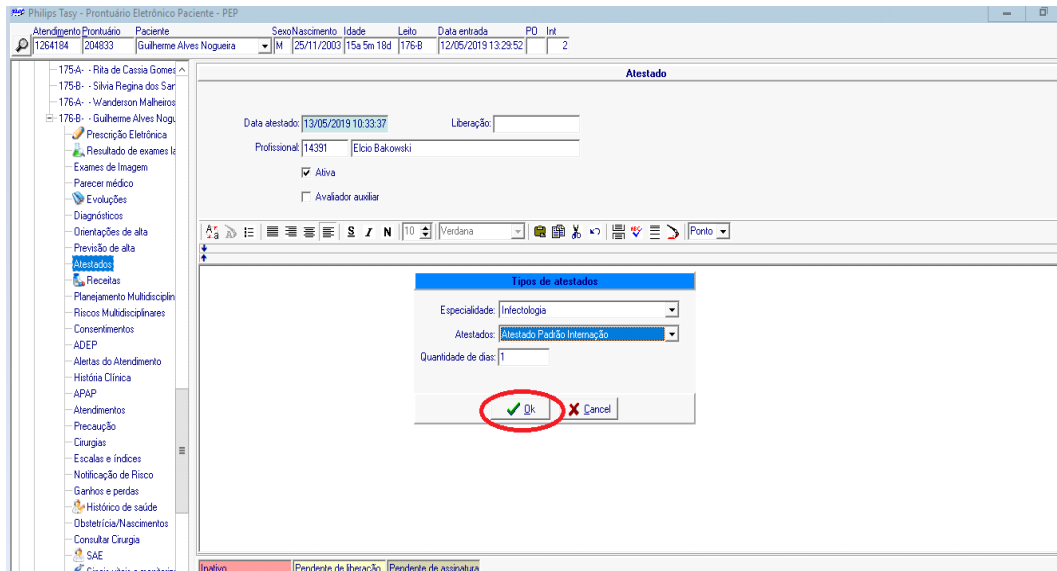 Philips Tasy - Prontuário Eletrônico Paciente - PEP
Atendimento Prontuário Paciente Sexo Nascimento Idade Leito Data entrada PO Int
1264184 204833 Guilherme Alves Nogueira M 25/11/2003 15a 5m 18d 176-B 12/05/2019 13:29:52 2
175-A- - Rita de Cassia Gomes
175-B- - Silvia Regina dos San
176-A- - Wanderson Malheiros
176-B- - Guilherme Alves Nogu
Prescrição Eletrônica
Resultado de exames la
Exames de Imagem
Parecer médico
Evoluções
Diagnósticos
Orientações de alta
Previsão de alta
Atestados
Receitas
Planejamento Multidisciplin
Riscos Multidisciplinares
Consentimentos
ADEP
Alertas do Atendimento
História Clínica
APAP
Atendimentos
Precaução
Cirurgias
Escalas e índices
Notificação de Risco
Ganhos e perdas
Histórico de saúde
Obstetrícia/Nascimentos
Consultar Cirurgia
SAE
Atestado
Data atestado: 13/05/2019 10:33:37 Liberação:
Profissional: 14391 Elcio Bakowski
Ativa
Avaliador auxiliar
S I N 10 Verdana Ponto
Tipos de atestados
Especialidade: Infectologia
Atestados: Atestado Padrão Internação
Quantidade de dias: 1
Ok Cancel
Inativo Pendente de liberação Pendente de assinatura